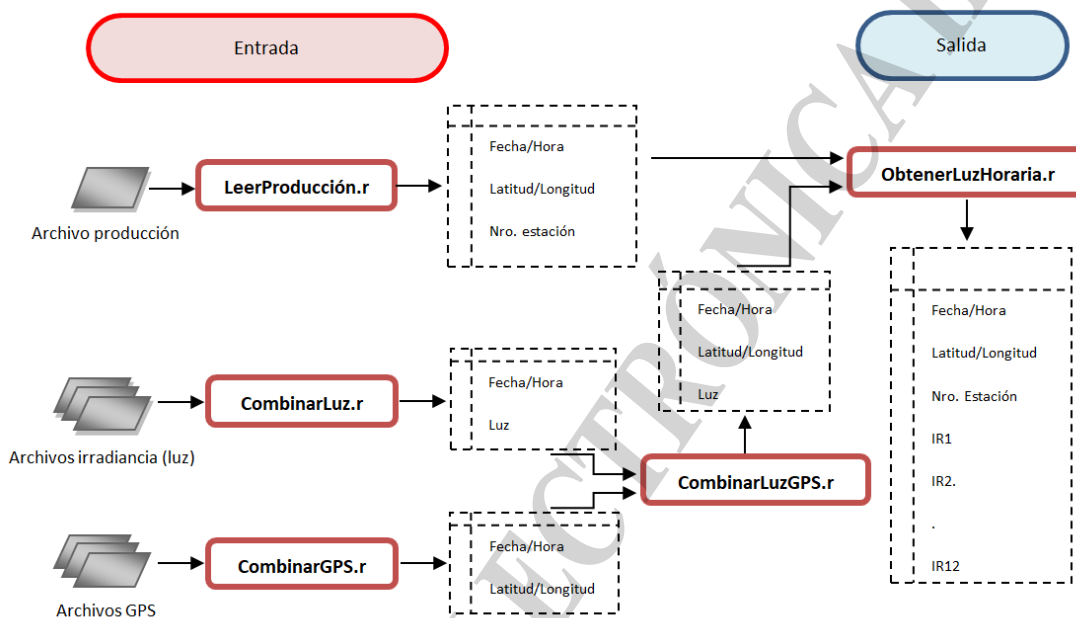 Entrada
Salida
Fecha/Hora
Latitud/Longitud
Nro. estación
LeerProducción.r
Archivo producción
ObtenerLuzHoraria.r
Fecha/Hora
Latitud/Longitud
Luz
Fecha/Hora
Latitud/Longitud
Nro. Estación
IR1
IR2.
.
IR12
CombinarLuz.r
Archivos irradiancia (luz)
Fecha/Hora
Luz
CombinarLuzGPS.r
CombinarGPS.r
Archivos GPS
Fecha/Hora
Latitud/Longitud
ECTRÓNICA